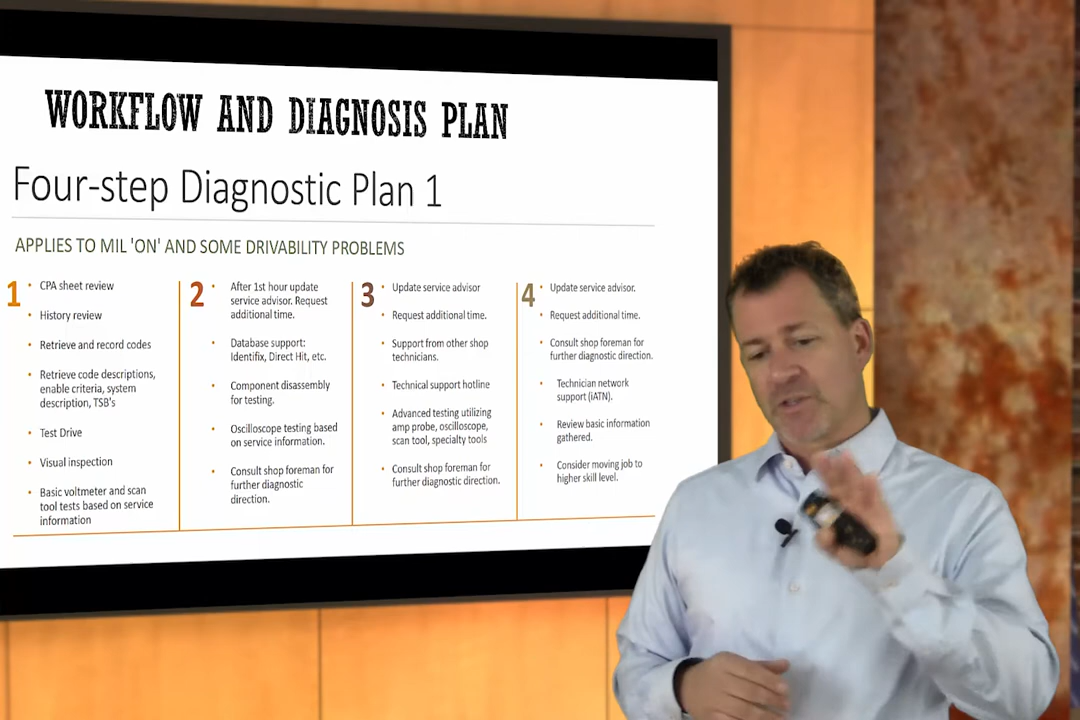 WORKFLOW AND DIAGNOSIS PLAN
Four-step Diagnostic Plan 1
APPLIES TO MIL 'ON' AND SOME DRIVABILITY PROBLEMS
1
• CPA sheet review
• History review
• Retrieve and record codes
• Retrieve code descriptions,
enable criteria, system
description, TSB's
• Test Drive
• Visual inspection
• Basic voltmeter and scan
tool tests based on service
information
2
• After 1st hour update
service advisor. Request
additional time.
• Database support:
Identifix, Direct Hit, etc.
• Component disassembly
for testing.
• Oscilloscope testing based
on service information.
• Consult shop foreman for
further diagnostic
direction.
3
• Update service advisor
• Request additional time.
• Support from other shop
technicians.
• Technical support hotline
• Advanced testing utilizing
amp probe, oscilloscope,
scan tool, specialty tools
• Consult shop foreman for
further diagnostic direction.
4
• Update service advisor.
• Request additional time.
• Consult shop foreman for
further diagnostic direction.
• Technician network
support (iATN).
• Review basic information
gathered.
• Consider moving job to
higher skill level.